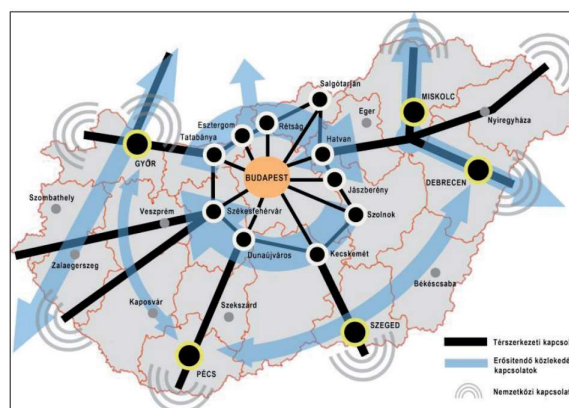 Salgótarján
MISKOLC
Nyíregyháza
Eger
Esztergom
Rétság
Tatabánya
Hatvan
GYŐR
DEBRECEN
BUDAPEST
Jászberény
Szombathely
Székesfehérvár
Szolnok
Veszprém
Zalaegerszeg
Dunaújváros
Kecskemét
Békéscsaba
Kaposvár
Szekszárd
SZEGED
PÉCS
Térszerkezeti kapcsol
Erősítendő közlekedé
kapcsolatok
Nemzetközi kapcsolat